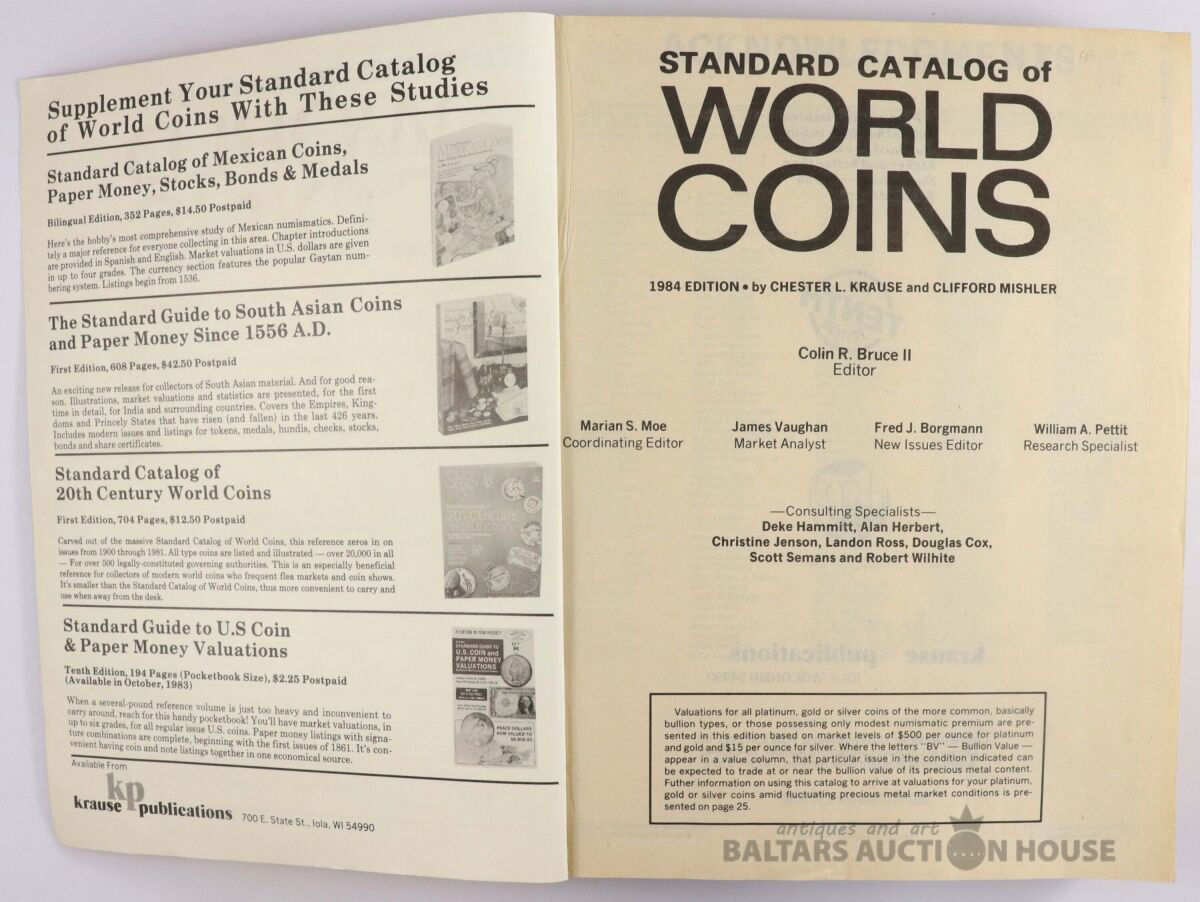 Supplement Your Standard Catalog
of World Coins With These Studies
Standard Catalog of Mexican Coins,
Paper Money, Stocks, Bonds & Medals
Bilingual Edition, 352 Pages, $14.50 Postpaid
Here's the hobby's most comprehensive study of Mexican numismatics. Defini-
tely a major reference for everyone collecting in this area. Chapter introductions
are provided in Spanish and English. Market valuations in U.S. dollars are given
in up to four grades. The currency section features the popular Gaytan num-
bering system. Listings begin from 1536.
The Standard Guide to South Asian Coins
and Paper Money Since 1556 A.D.
First Edition, 608 Pages, $42.50 Postpaid
An exciting new release for collectors of South Asian material. And for good rea-
son. Illustrations, market valuations and statistics are presented, for the first
time in detail, for India and surrounding countries. Covers the Empires, King-
doms and Princely States that have risen (and fallen) in the last 426 years.
Includes modern issues and listings for tokens, medals, hundis, checks, stocks,
bonds and share certificates.
Standard Catalog of
20th Century World Coins
First Edition, 704 Pages, $12.50 Postpaid
Carved out of the massive Standard Catalog of World Coins, this reference zeros in on
issues from 1900 through 1981. All type coins are listed and illustrated — over 20,000 in all
— For over 500 legally-constituted governing authorities. This is an especially beneficial
reference for collectors of modern world coins who frequent flea markets and coin shows.
It's smaller than the Standard Catalog of World Coins, thus more convenient to carry and
use when away from the desk.
20th CENTURY
WORLD COINS
Standard Guide to U.S Coin
& Paper Money Valuations
Tenth Edition, 194 Pages (Pocketbook Size), $2.25 Postpaid
(Available in October, 1983)
When a several-pound reference volume is just too heavy and inconvenient to
carry around, reach for this handy pocketbook! You'll have market valuations, in
up to six grades, for all regular issue U.S. coins. Paper money listings with signa-
ture combinations are complete, beginning with the first issues of 1861. It's con-
venient having coin and note listings together in one economical source.
A FORTUNE IN YOUR POCKET!
STANDARD GUIDE TO
U.S. COIN and
PAPER MONEY
VALUATIONS
PEACE DOLLARS
NOW VALUED TO
Available From
kp
krause publications 700 E. State St., Iola, WI 54990
STANDARD CATALOG of
WORLD
COINS
1984 EDITION • by CHESTER L. KRAUSE and CLIFFORD MISHLER
Colin R. Bruce II
Editor
Marian S. Moe James Vaughan Fred J. Borgmann William A. Pettit
Coordinating Editor Market Analyst New Issues Editor Research Specialist
—Consulting Specialists—
Deke Hammitt, Alan Herbert,
Christine Jenson, Landon Ross, Douglas Cox,
Scott Semans and Robert Wilhite
Valuations for all platinum, gold or silver coins of the more common, basically
bullion types, or those possessing only modest numismatic premium are pre-
sented in this edition based on market levels of $500 per ounce for platinum
and gold and $15 per ounce for silver. Where the letters "BV" — Bullion Value —
appear in a value column, that particular issue in the condition indicated can
be expected to trade at or near the bullion value of its precious metal content.
Futher information on using this catalog to arrive at valuations for your platinum,
gold or silver coins amid fluctuating precious metal market conditions is pre-
sented on page 25.
antiques and art
BALTARS AUCTION HOUSE